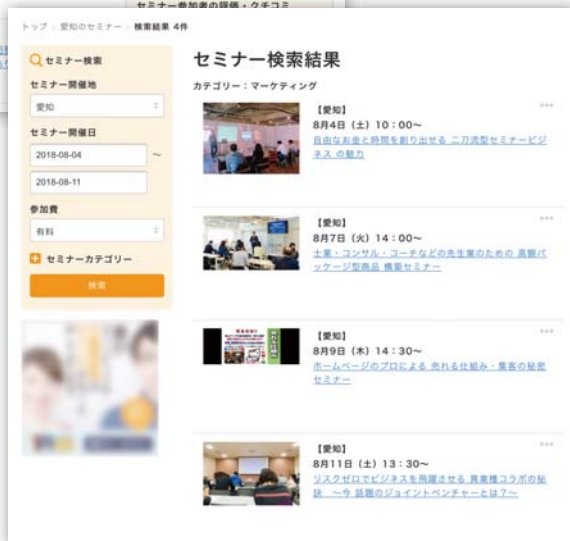 セミナー参加者の評価・クチコミ
トップ > 愛知のセミナー > 検索結果 4件
セミナー検索
セミナー開催地
愛知
セミナー開催日
2018-08-04
～
2018-08-11
参加費
有料
セミナーカテゴリー
検索
セミナー検索結果
カテゴリー：マーケティング
【愛知】
8月4日（土）10：00～
自由なお金と時間を創り出せる 二刀流型セミナービジ
ネス の魅力
【愛知】
8月7日（火）14：00～
士業・コンサル・コーチなどの先生業のための 高額パ
ッケージ型商品 構築セミナー
【愛知】
8月9日（木）14：30～
ホームページのプロによる 売れる仕組み・集客の秘密
セミナー
【愛知】
8月11日（土）13：30～
リスクゼロでビジネスを飛躍させる 異業種コラボの秘
訣 ～今 話題のジョイントベンチャーとは？～